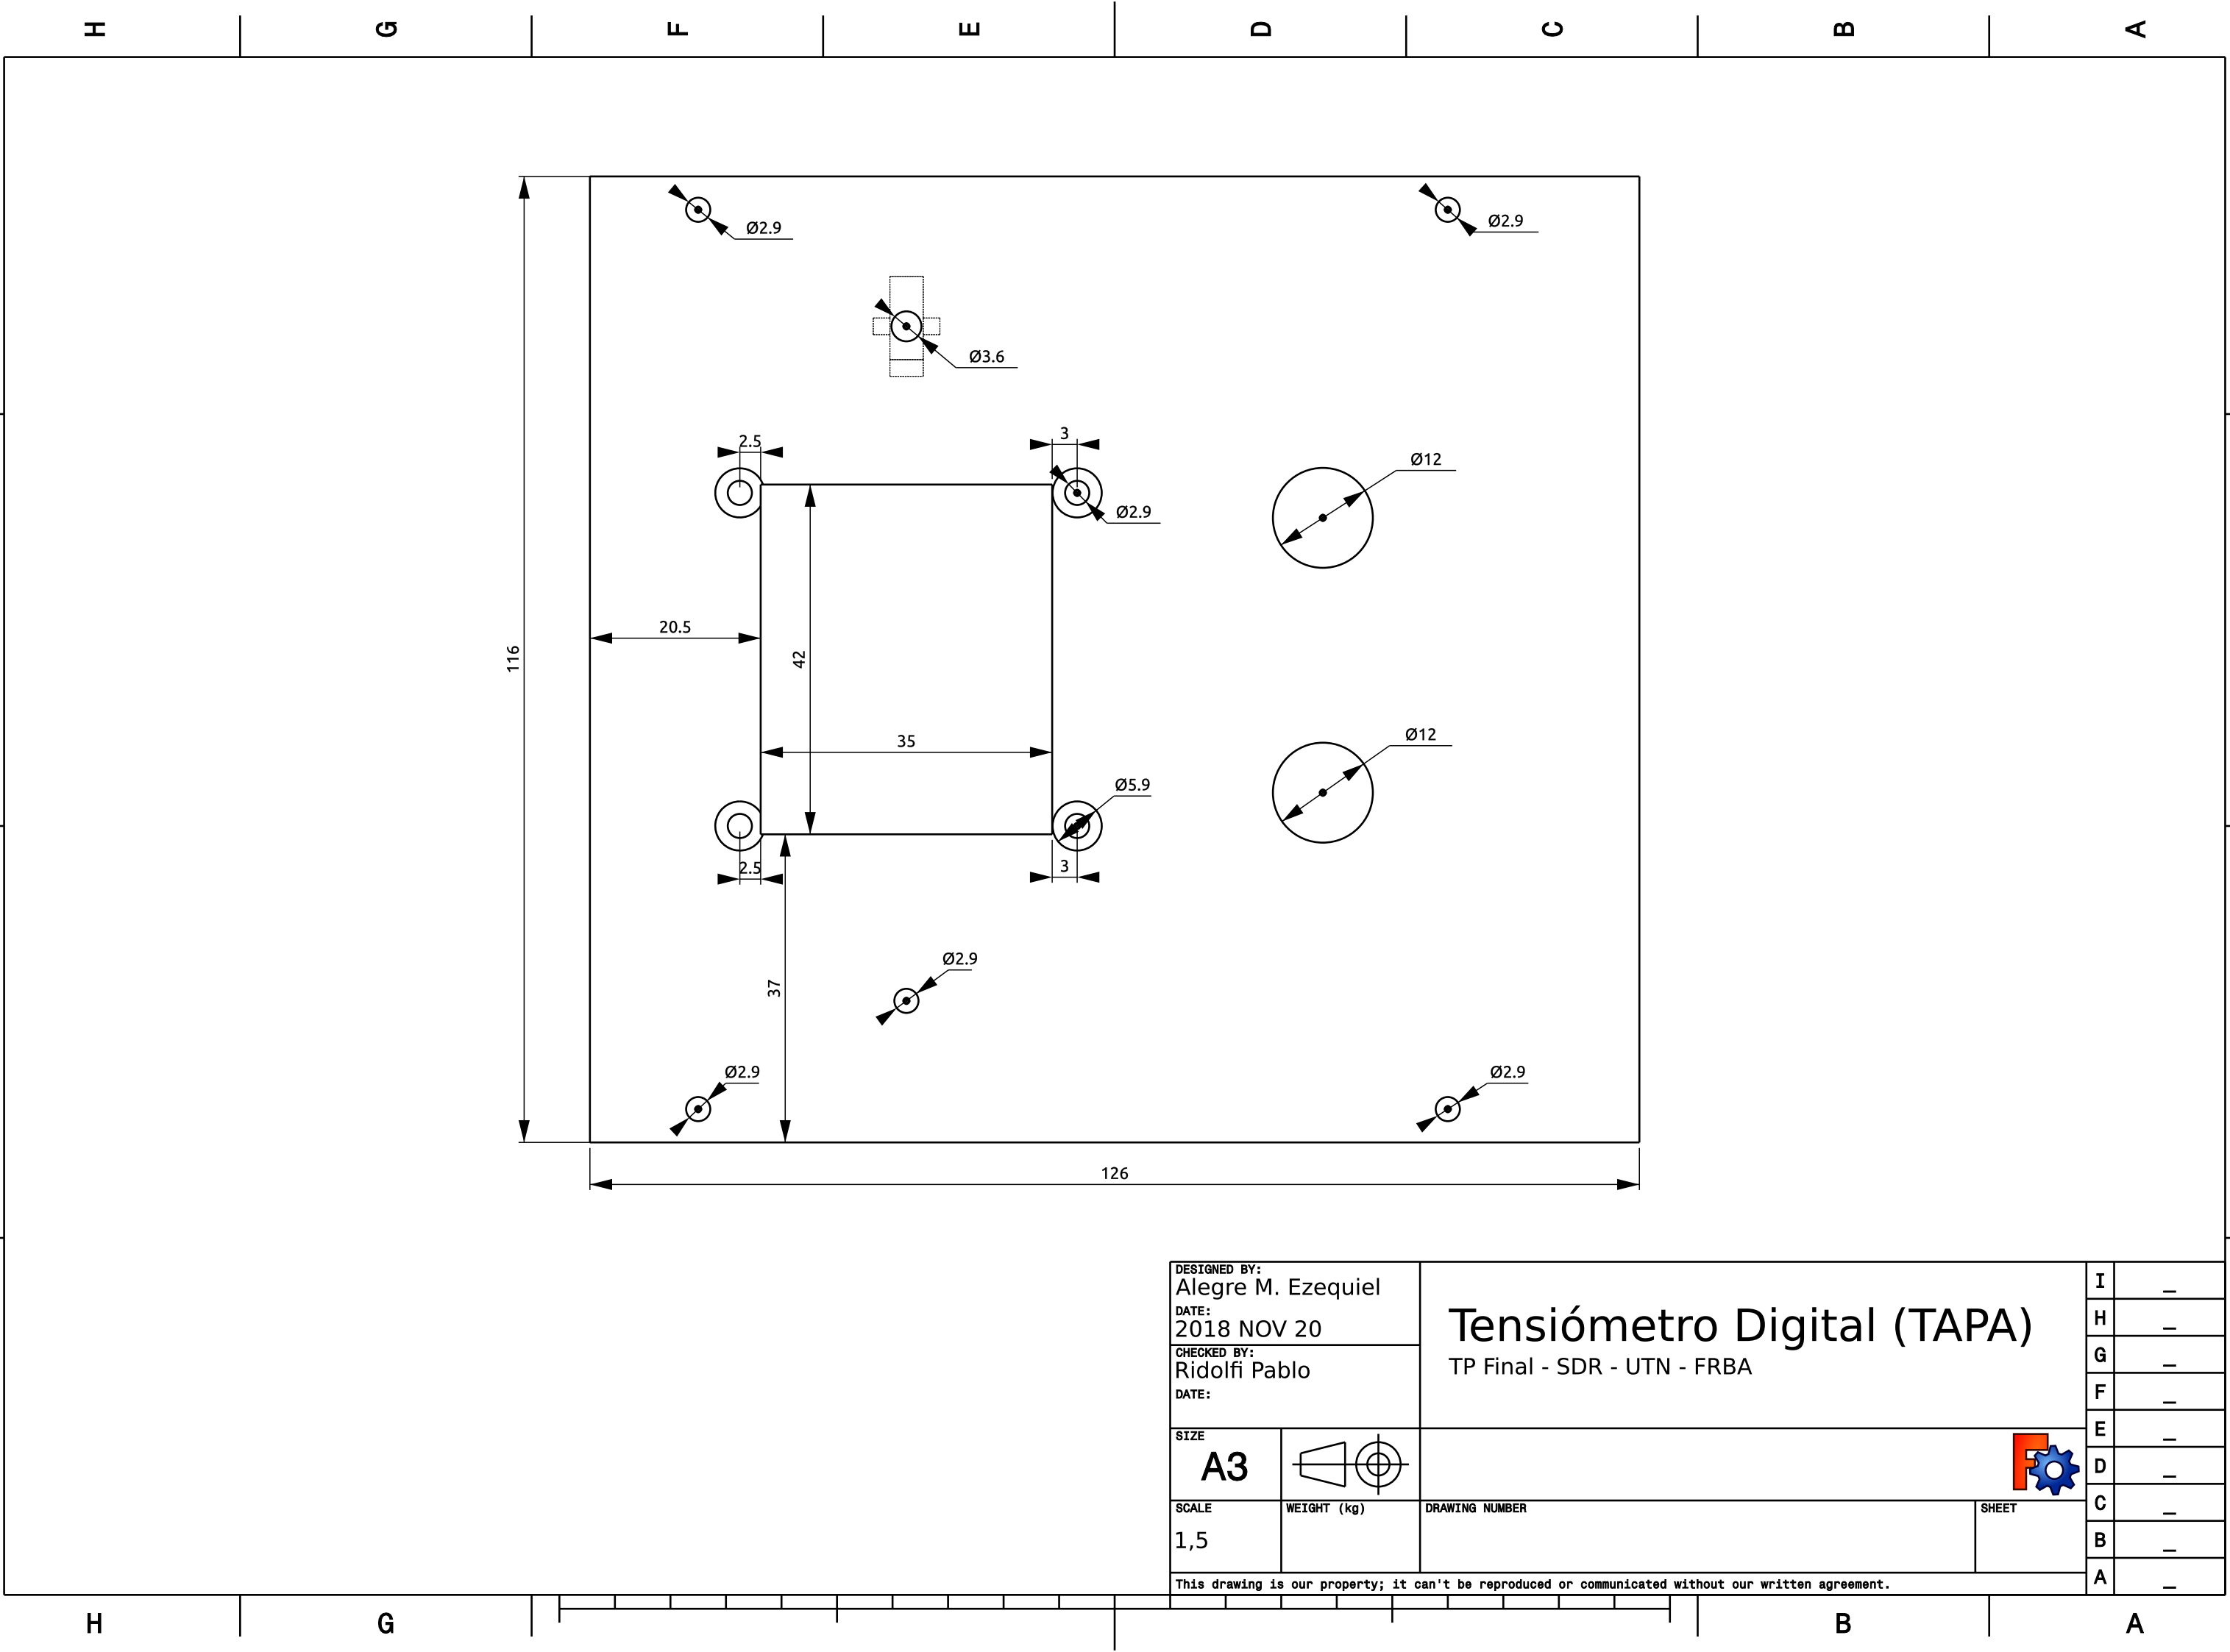 H G F E D C B A
Ø2.9
Ø2.9
Ø3.6
2.5
3
Ø12
Ø2.9
20.5
116
42
35
Ø12
Ø5.9
2.5
3
Ø2.9
37
Ø2.9
Ø2.9
126
DESIGNED BY:
Alegre M. Ezequiel
DATE:
2018 NOV 20
CHECKED BY:
Ridolfi Pablo
DATE:
Tensiómetro Digital (TAPA)
TP Final - SDR - UTN - FRBA
SIZE
A3
SCALE
1,5
WEIGHT (kg)
DRAWING NUMBER
SHEET
I _
H _
G _
F _
E _
D _
C _
B _
A _
This drawing is our property; it can't be reproduced or communicated without our written agreement.
H G B A